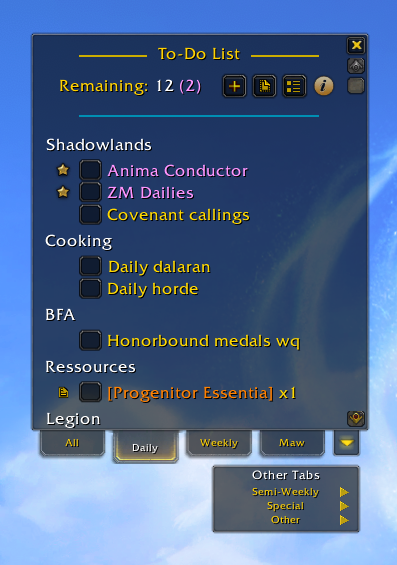 To-Do List
Remaining: 12 (2)
Shadowlands
Anima Conductor
ZM Dailies
Covenant callings
Cooking
Daily dalaran
Daily horde
BFA
Honorbound medals wq
Ressources
[Progenitor Essentia] x1
Legion
All
Daily
Weekly
Maw
Other Tabs
Semi-Weekly
Special
Other